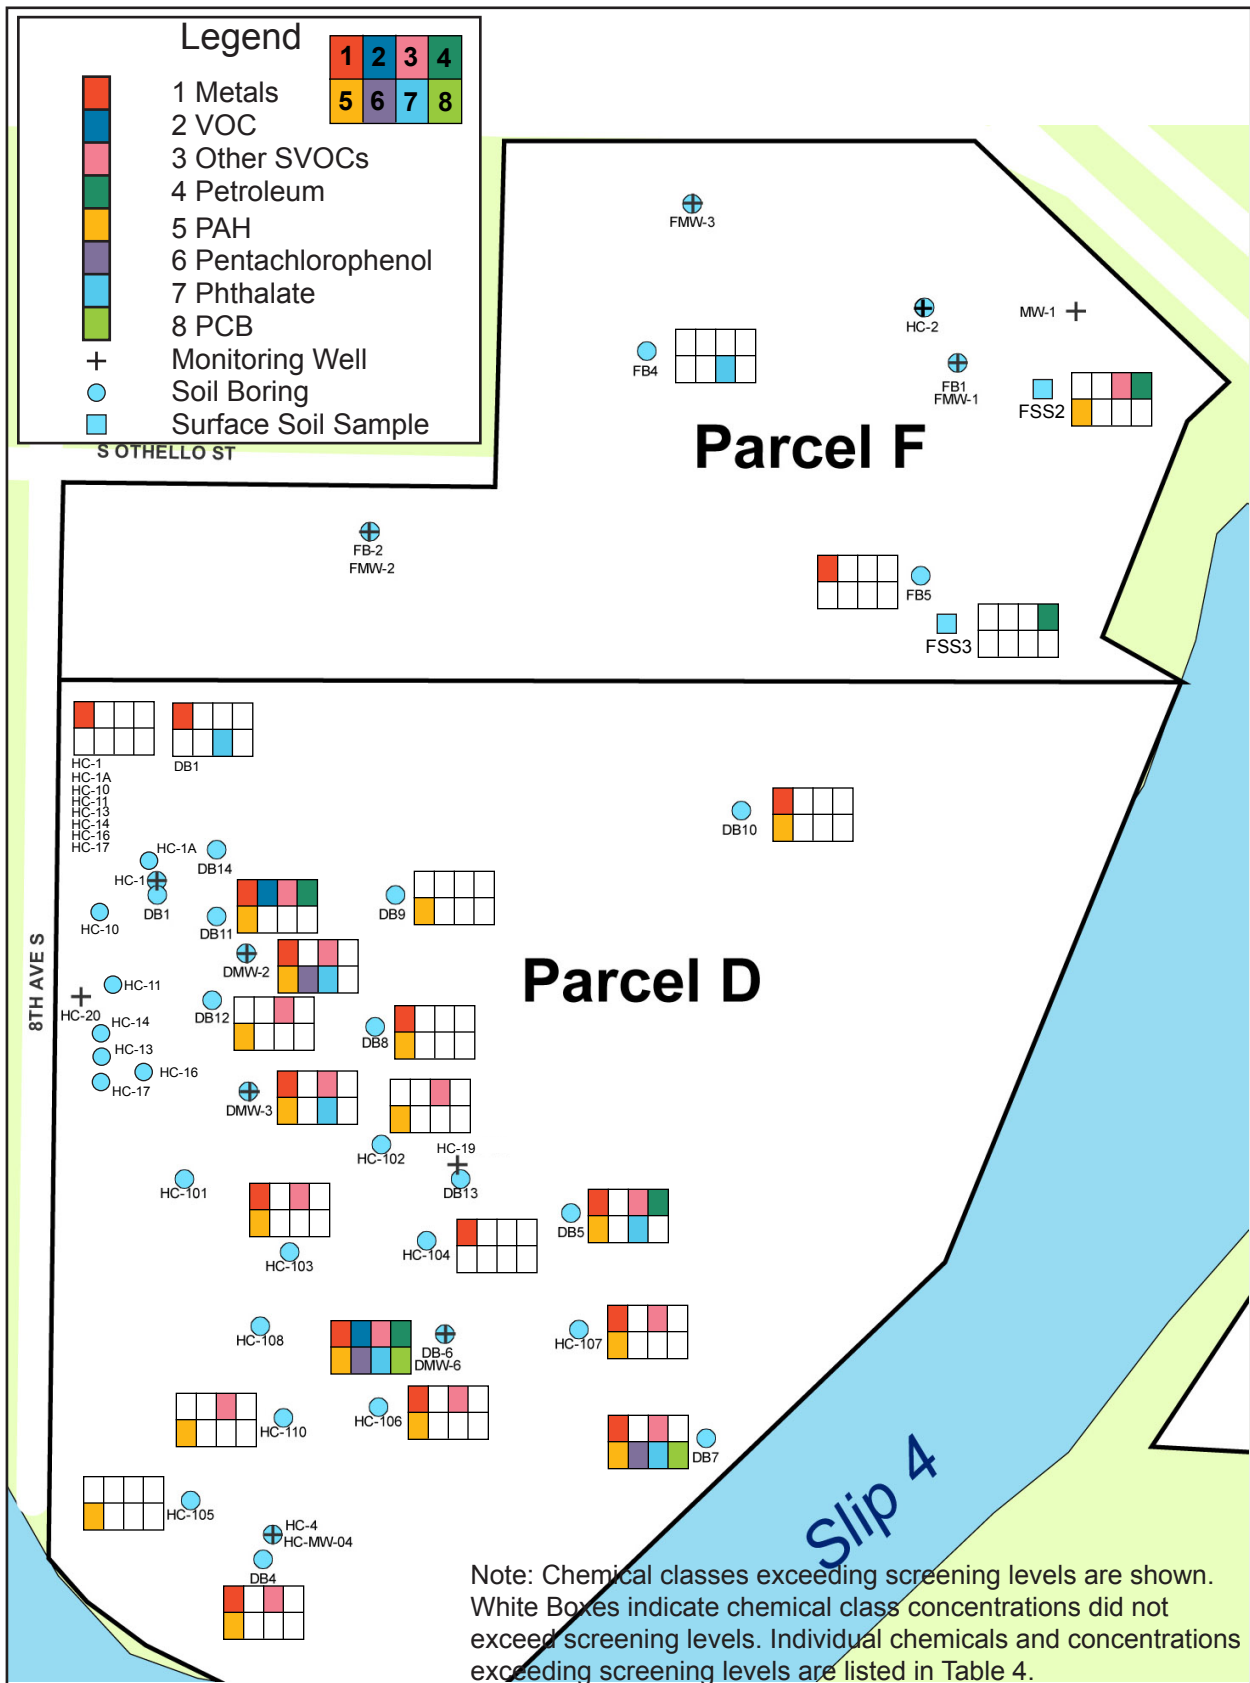 Legend
1 2 3 4
5 6 7 8
1 Metals
2 VOC
3 Other SVOCs
4 Petroleum
5 PAH
6 Pentachlorophenol
7 Phthalate
8 PCB
Monitoring Well
Soil Boring
Surface Soil Sample
S OTHELLO ST
FMW-3
HC-2
MW-1
FB4
FB1
FMW-1
FSS2
Parcel F
FB-2
FMW-2
FB5
FSS3
HC-1
HC-1A
HC-10
HC-11
HC-13
HC-14
HC-16
HC-17
DB1
DB10
HC-1A
DB14
HC-1
DB1
HC-10
DB11
DB9
8TH AVE S
DMW-2
Parcel D
HC-11
HC-20
DB12
HC-14
DB8
HC-13
HC-16
HC-17
DMW-3
HC-102
HC-19
HC-101
DB13
DB5
HC-104
HC-103
HC-108
DB-6
DMW-6
HC-107
HC-106
HC-110
DB7
Slip 4
HC-105
HC-4
HC-MW-04
DB4
Note: Chemical classes exceeding screening levels are shown.
White Boxes indicate chemical class concentrations did not
exceed screening levels. Individual chemicals and concentrations
exceeding screening levels are listed in Table 4.